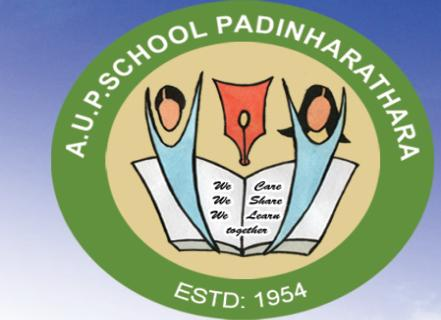 A.U.P.SCHOOL PADINHARATHARA
We Care
We Share
We Learn
together
ESTD: 1954